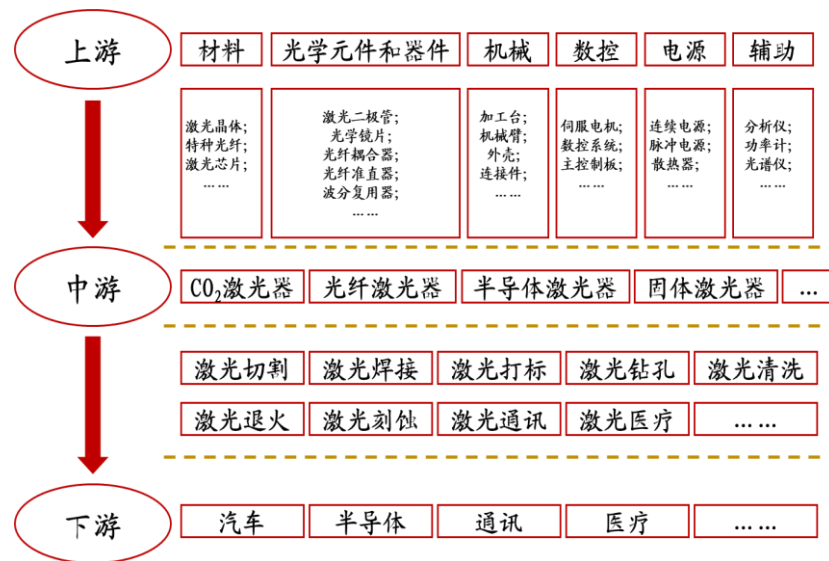 上游
材料 光学元件和器件 机械 数控 电源 辅助
激光晶体;
特种光纤;
激光芯片;
……
激光二极管;
光学镜片;
光纤耦合器;
光纤准直器;
波分复用器;
……
加工台;
机械臂;
外壳;
连接件;
……
伺服电机;
数控系统;
主控制板;
……
连续电源;
脉冲电源;
散热器;
……
分析仪;
功率计;
光谱仪;
……
中游
CO₂激光器 光纤激光器 半导体激光器 固体激光器 …
激光切割 激光焊接 激光打标 激光钻孔 激光清洗
激光退火 激光刻蚀 激光通讯 激光医疗 ……
下游
汽车 半导体 通讯 医疗 ……